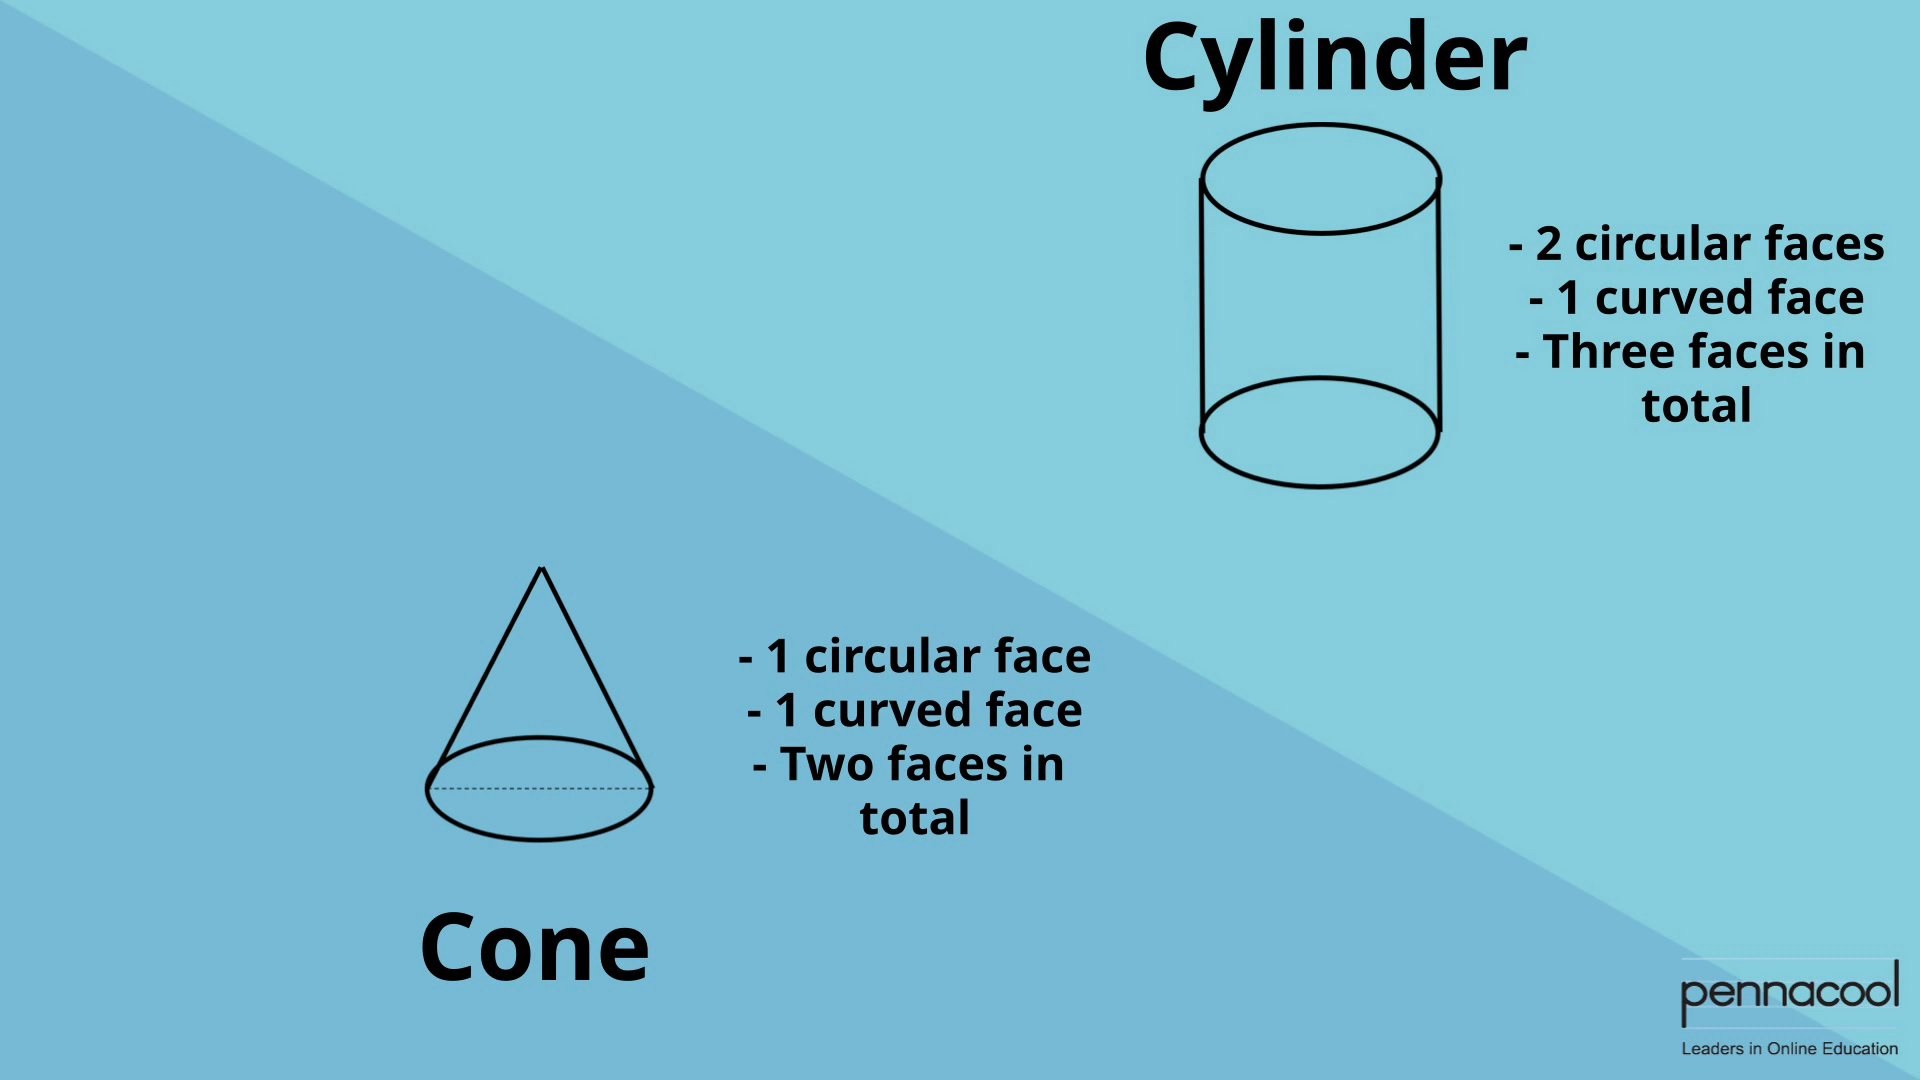 Cylinder
- 2 circular faces
- 1 curved face
- Three faces in
total
- 1 circular face
- 1 curved face
- Two faces in
total
Cone
pennacool
Leaders in Online Education